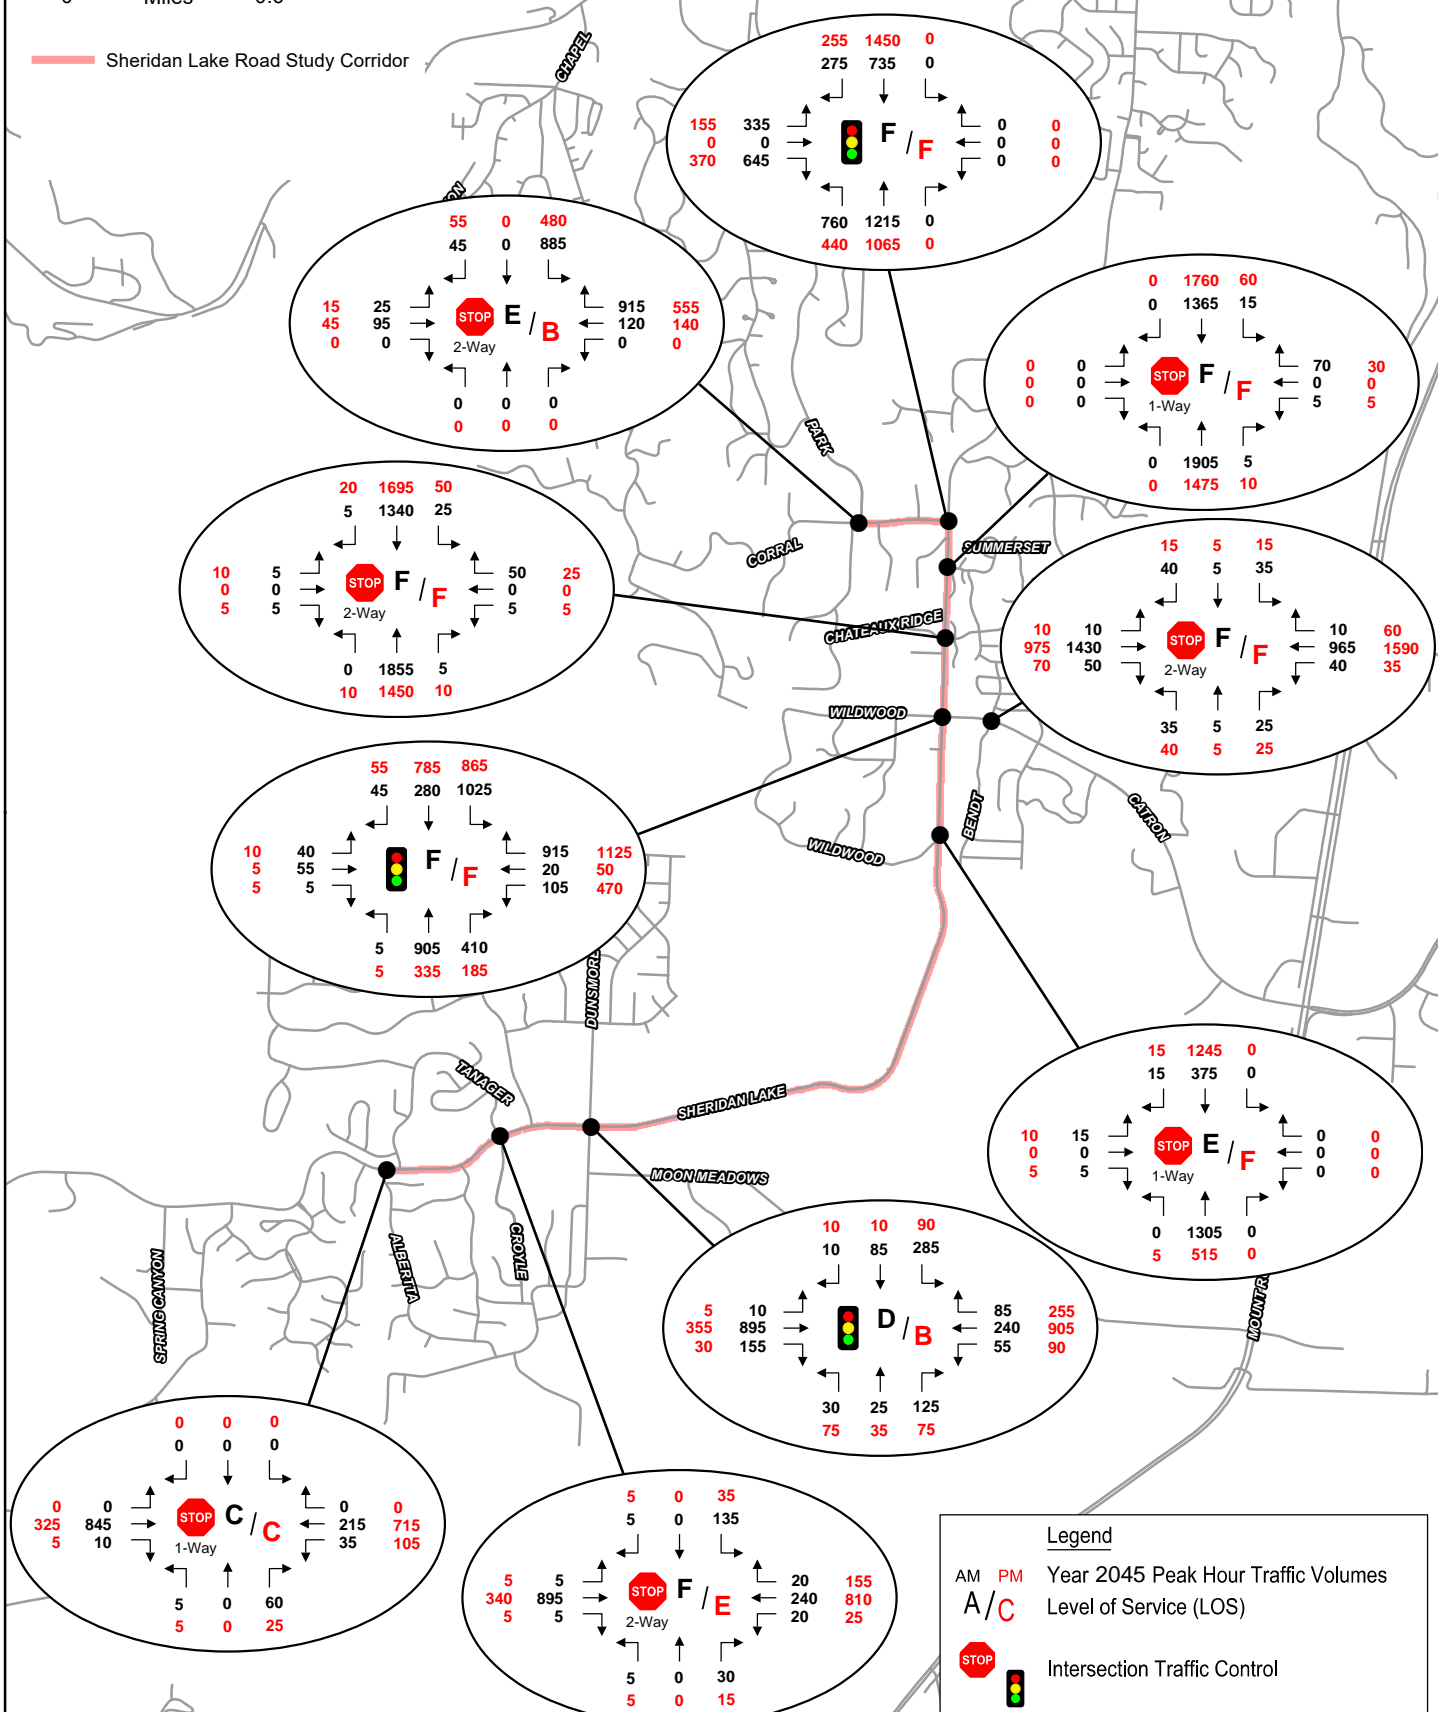 Miles
Sheridan Lake Road Study Corridor
CHAPEL
255 1450 0
275 735 0
155 335
0 0
370 645
F / F
0 0
0 0
0 0
760 1215 0
440 1065 0
55 0 480
45 0 885
15 25
45 95
0 0
STOP
2-Way
E / B
915 555
120 140
0 0
0 0 0
0 0 0
0 1760 60
0 1365 15
0 0
0 0
0 0
STOP
1-Way
F / F
70 30
0 0
5 5
0 1905 5
0 1475 10
PARK
CORRAL
SUMMERSET
CHATEAUX RIDGE
20 1695 50
5 1340 25
10 5
0 0
5 5
STOP
2-Way
F / F
50 25
0 0
5 5
0 1855 5
10 1450 10
15 5 15
40 5 35
10 10
975 1430
70 50
STOP
2-Way
F / F
10 60
965 1590
40 35
35 5 25
40 5 25
WILDWOOD
BENDT
CATRON
WILDWOOD
55 785 865
45 280 1025
10 40
5 55
5 5
F / F
915 1125
20 50
105 470
5 905 410
5 335 185
DUNSMORE
TANAGER
SHERIDAN LAKE
MOON MEADOWS
15 1245 0
15 375 0
10 15
0 0
5 5
STOP
1-Way
E / F
0 0
0 0
0 0
0 1305 0
5 515 0
SPRING CANYON
ALBERTTA
CROYLE
10 10 90
10 85 285
5 10
355 895
30 155
D / B
85 255
240 905
55 90
30 25 125
75 35 75
MOUNT R
0 0 0
0 0 0
0 0
325 845
5 10
STOP
1-Way
C / C
0 0
215 715
35 105
5 0 60
5 0 25
5 0 35
5 0 135
5 5
340 895
5 5
STOP
2-Way
F / E
20 155
240 810
20 25
5 0 30
5 0 15
Legend
AM PM Year 2045 Peak Hour Traffic Volumes
A/C Level of Service (LOS)
STOP Intersection Traffic Control